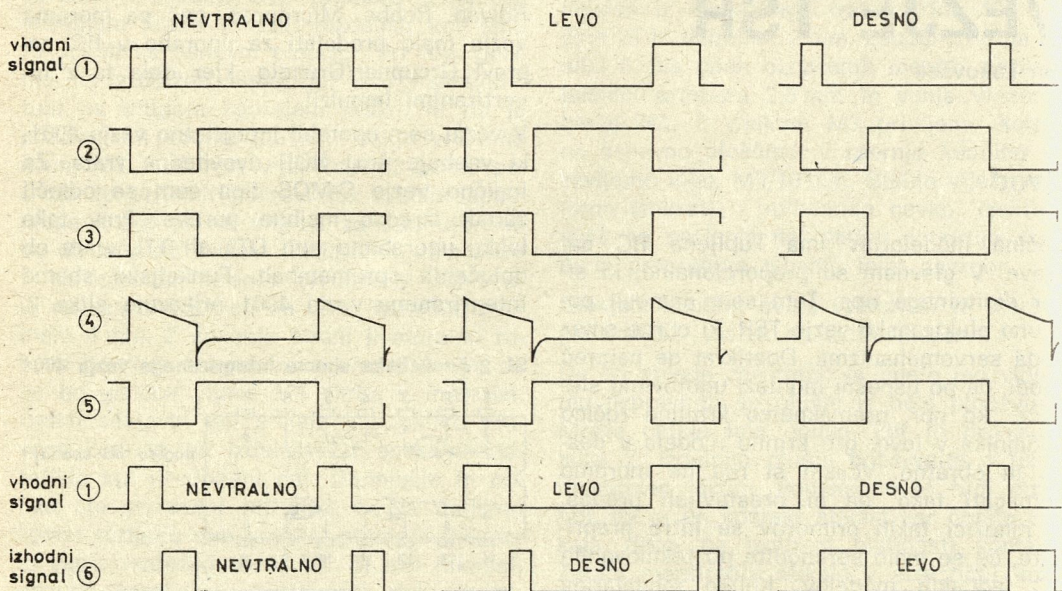 NEVTRALNO LEVO DESNO
vhodni
signal 1
2
3
4
5
vhodni
signal 1 NEVTRALNO LEVO DESNO
izhodni
signal 6 NEVTRALNO DESNO LEVO